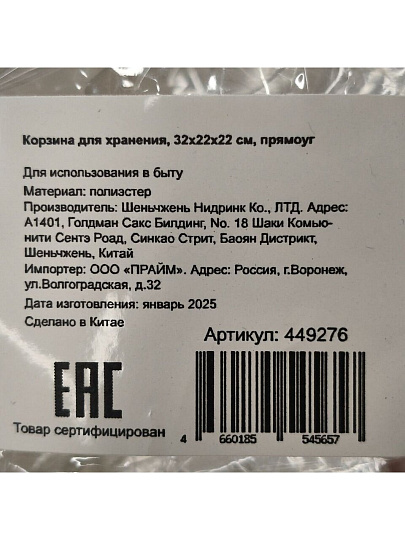 Корзина для хранения, 32х22х22 см, прямоуг
Для использования в быту
Материал: полиэстер
Производитель: Шеньчжень Нидринк Ко., ЛТД. Адрес:
А1401, Голдман Сакс Билдинг, No. 18 Шаки Комью-
нити Сентэ Роад, Синкао Стрит, Баоян Дистрикт,
Шеньчжень, Китай
Импортер: ООО «ПРАЙМ». Адрес: Россия, г.Воронеж,
ул.Волгоградская, д.32
Дата изготовления: январь 2025
Сделано в Китае
Артикул: 449276
EAC
Товар сертифицирован
4 660185 545657